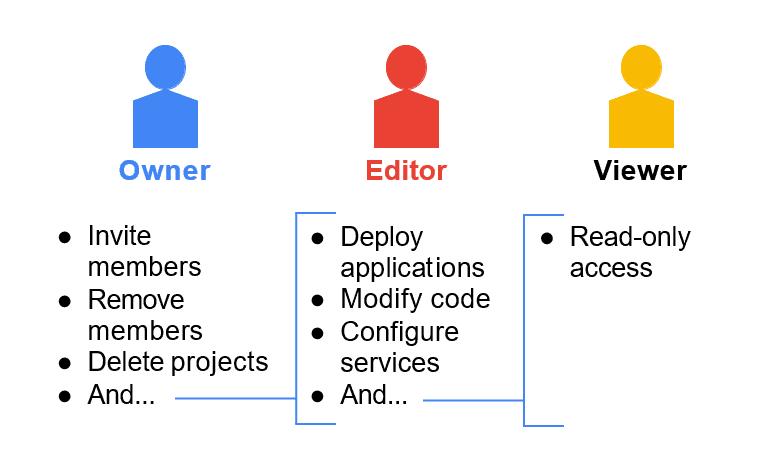 Owner
Editor
Viewer
● Invite
members
● Remove
members
● Delete projects
● And...
● Deploy
applications
● Modify code
● Configure
services
● And...
● Read-only
access